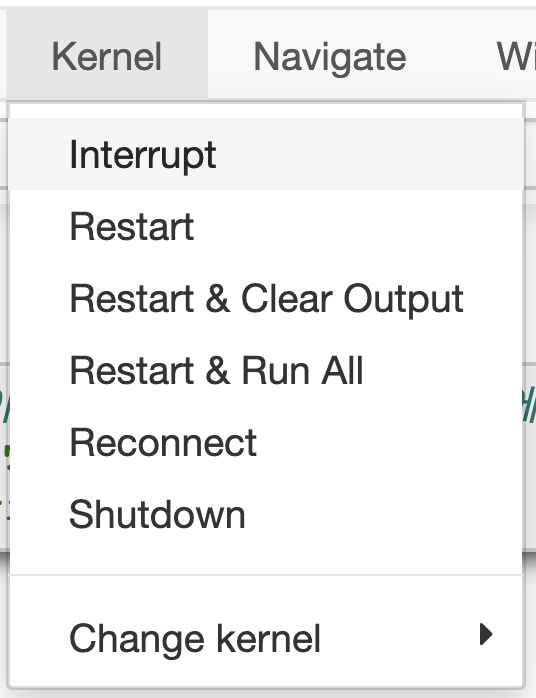 Kernel Navigate
Interrupt
Restart
Restart & Clear Output
Restart & Run All
Reconnect
Shutdown
Change kernel